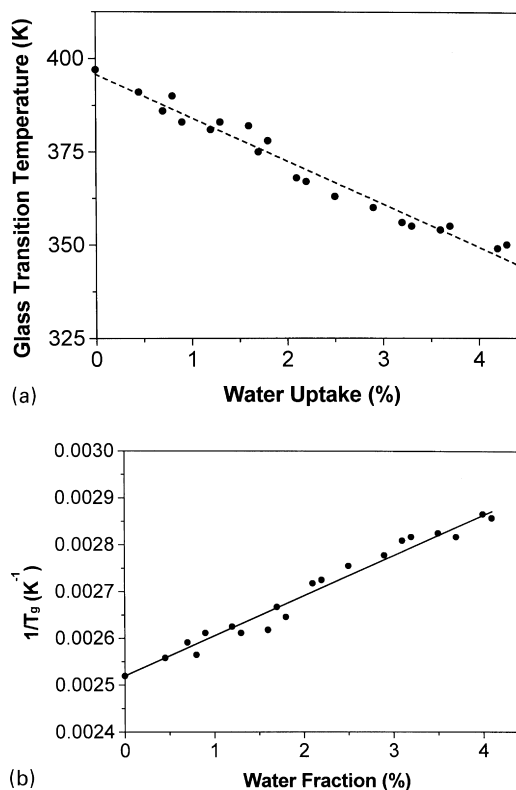 400
375
350
325
Glass Transition Temperature (K)
0 1 2 3 4
Water Uptake (%)
(a)
0.0030
0.0029
0.0028
0.0027
0.0026
0.0025
0.0024
1/Tg (K-1)
0 1 2 3 4
Water Fraction (%)
(b)